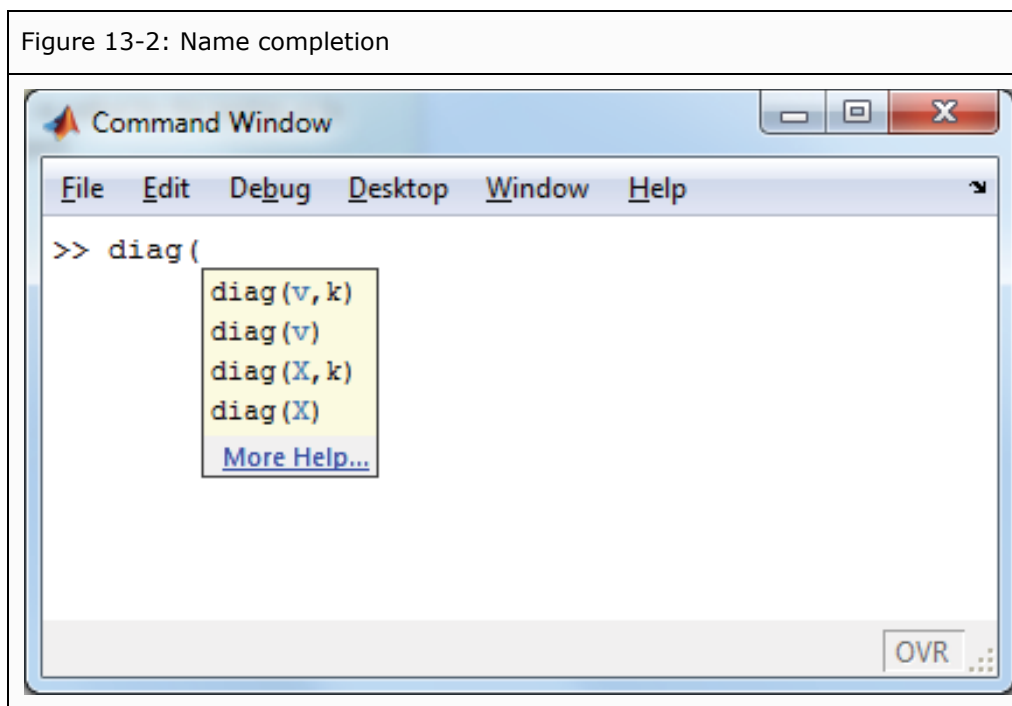 Figure 13-2: Name completion
Command Window
File Edit Debug Desktop Window Help
>> diag(
diag(v,k)
diag(v)
diag(X,k)
diag(X)
More Help...
OVR